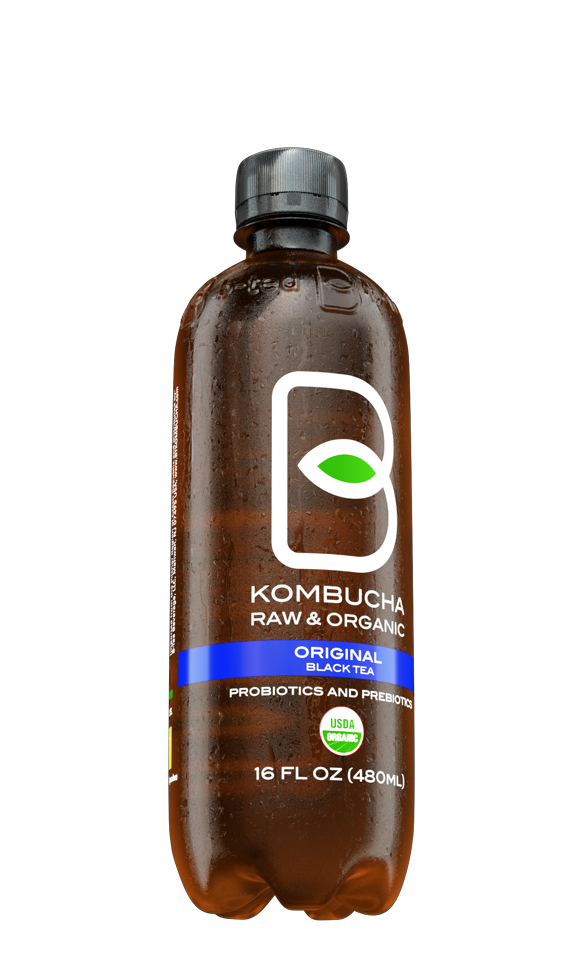 B
KOMBUCHA
RAW & ORGANIC
ORIGINAL
BLACK TEA
PROBIOTICS AND PREBIOTICS
USDA
ORGANIC
16 FL OZ (480ML)